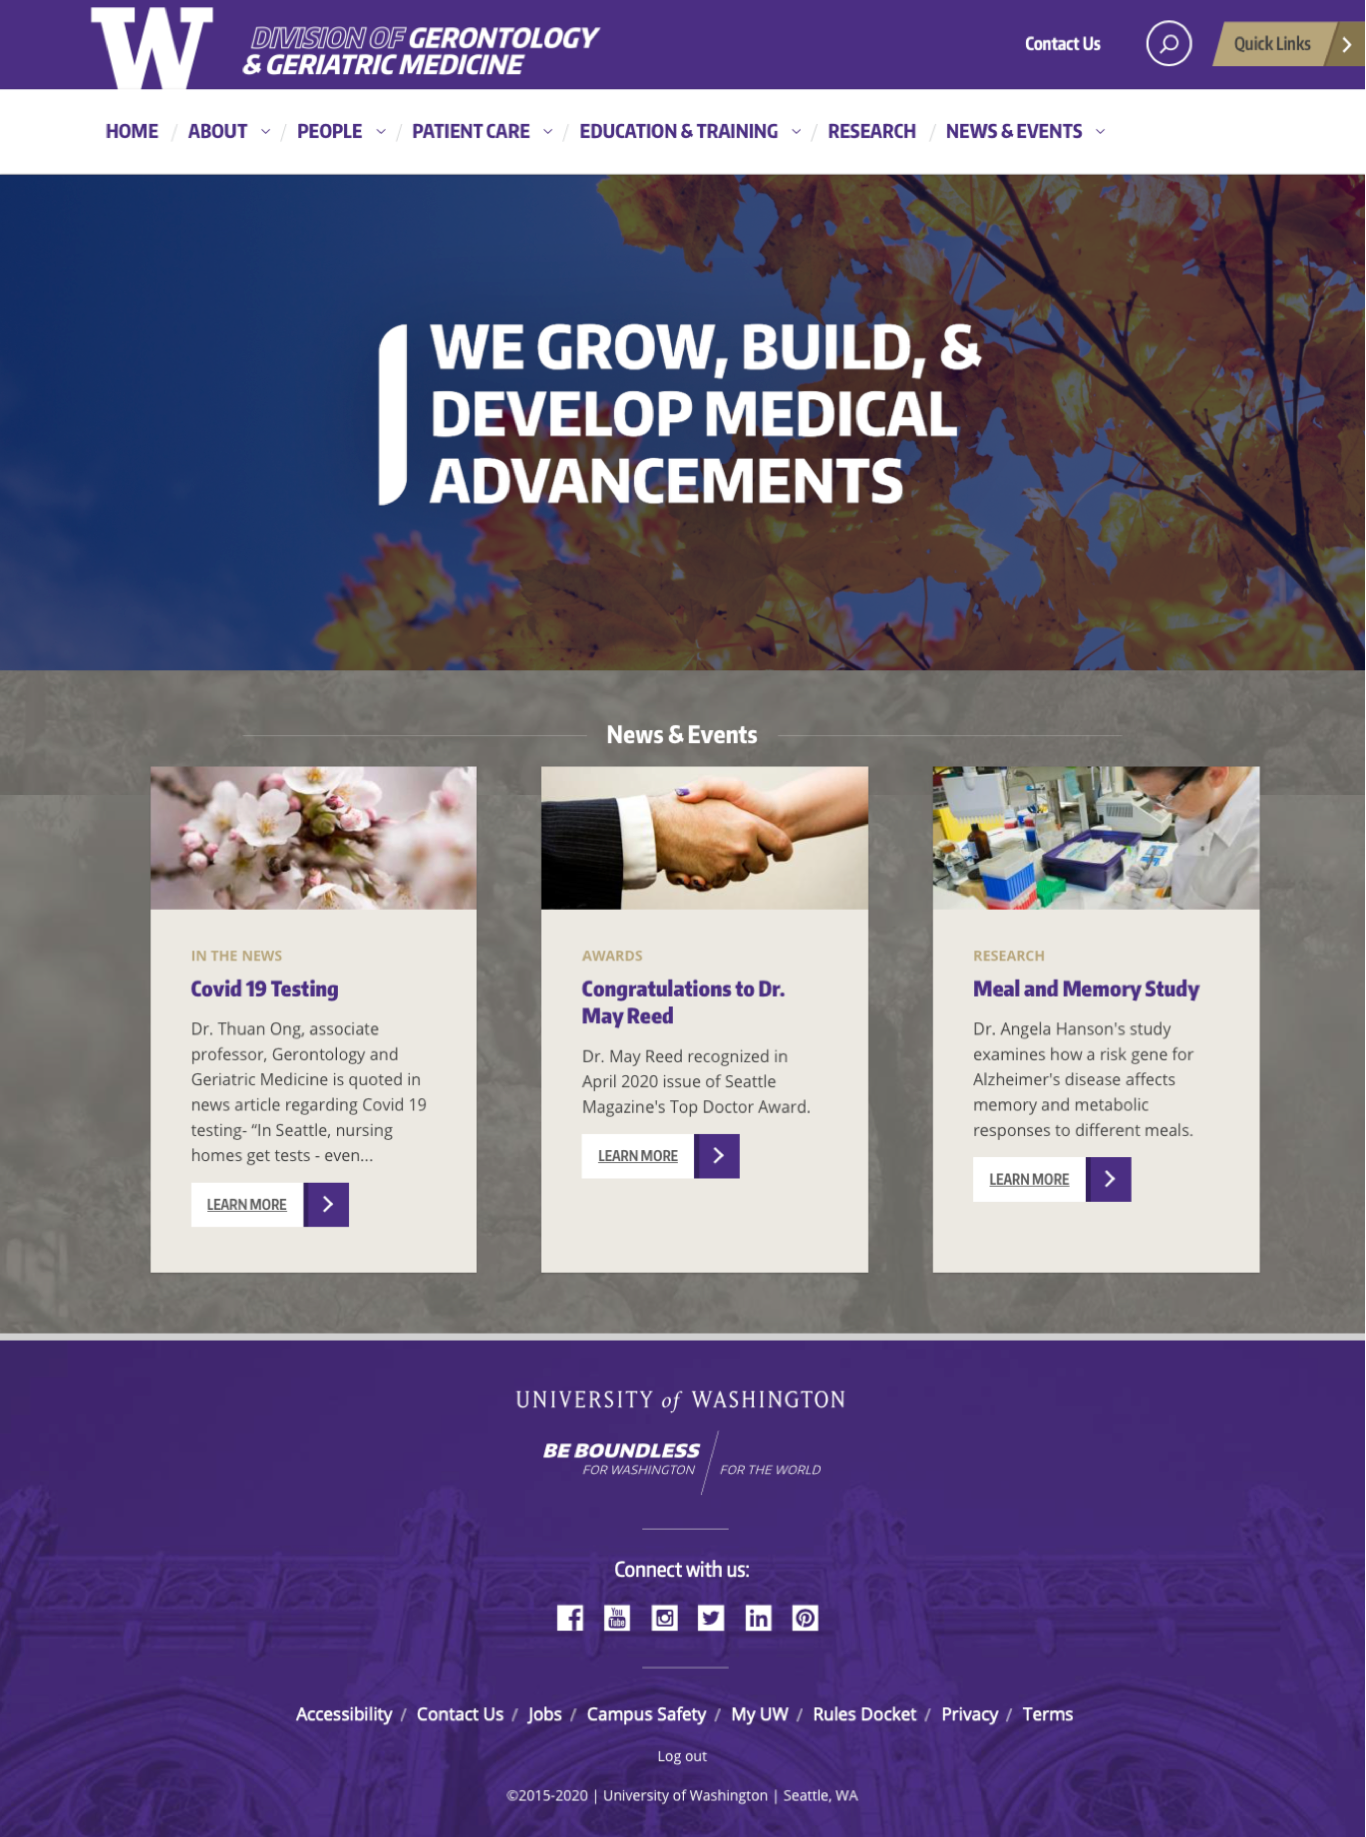 W
DIVISION OF GERONTOLOGY
& GERIATRIC MEDICINE
Contact Us
Quick Links
HOME / ABOUT / PEOPLE / PATIENT CARE / EDUCATION & TRAINING / RESEARCH / NEWS & EVENTS
WE GROW, BUILD, &
DEVELOP MEDICAL
ADVANCEMENTS
News & Events
IN THE NEWS
Covid 19 Testing
Dr. Thuan Ong, associate
professor, Gerontology and
Geriatric Medicine is quoted in
news article regarding Covid 19
testing- “In Seattle, nursing
homes get tests - even...
LEARN MORE
AWARDS
Congratulations to Dr.
May Reed
Dr. May Reed recognized in
April 2020 issue of Seattle
Magazine's Top Doctor Award.
LEARN MORE
RESEARCH
Meal and Memory Study
Dr. Angela Hanson's study
examines how a risk gene for
Alzheimer's disease affects
memory and metabolic
responses to different meals.
LEARN MORE
UNIVERSITY of WASHINGTON
BE BOUNDLESS
FOR WASHINGTON / FOR THE WORLD
Connect with us:
f You Tube in
Accessibility / Contact Us / Jobs / Campus Safety / My UW / Rules Docket / Privacy / Terms
Log out
©2015-2020 | University of Washington | Seattle, WA